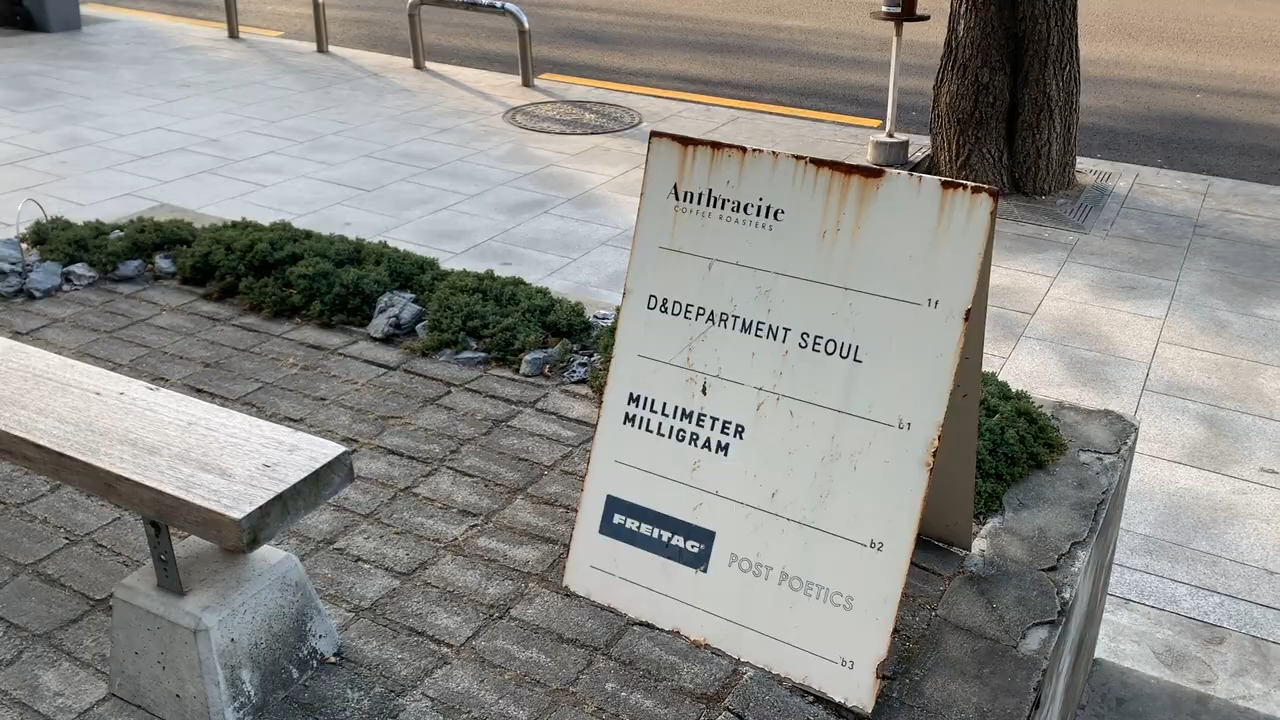 Anthracite
COFFEE ROASTERS
1f
D&DEPARTMENT SEOUL
b1
MILLIMETER
MILLIGRAM
b2
FREITAG
POST POETICS
b3